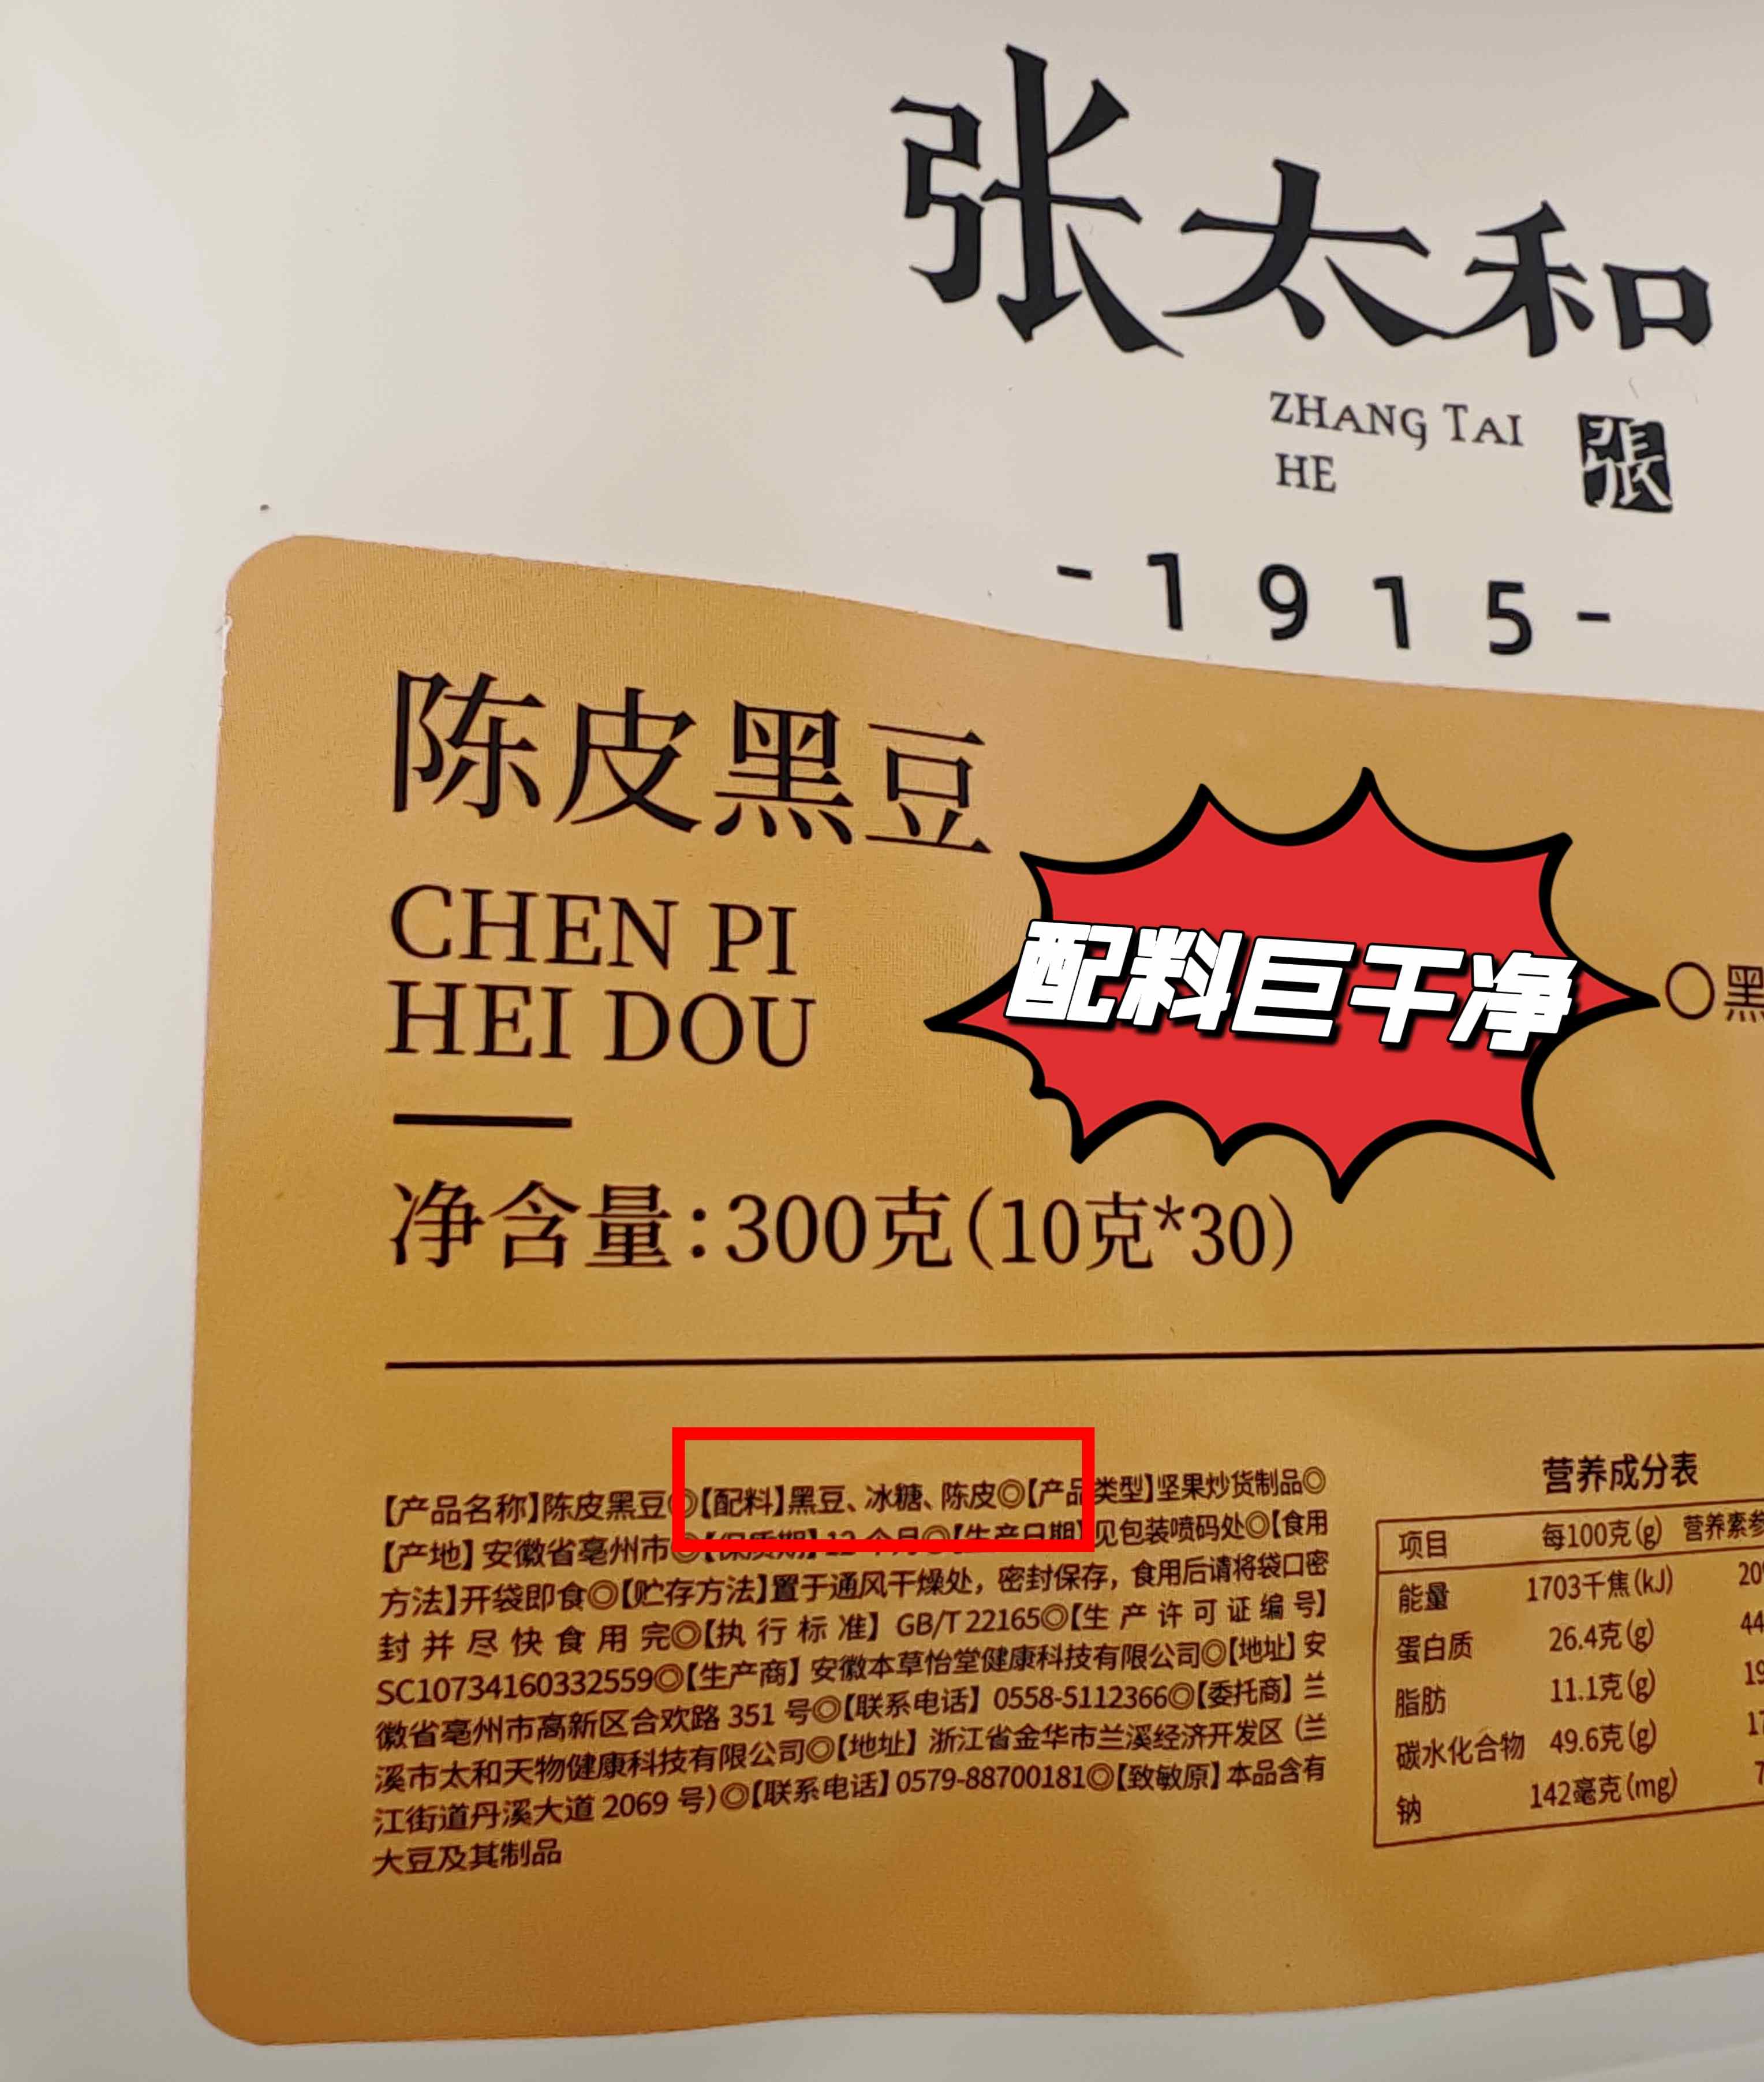 张太和
ZHANG TAI
HE
張
-1915-
陈皮黑豆
CHEN PI
HEI DOU
配料巨干净
〇黑
净含量:300克(10克*30)
【产品名称】陈皮黑豆◎【配料】黑豆、冰糖、陈皮◎【产品类型】坚果炒货制品◎
【产地】安徽省亳州市◎【保质期】12个月◎【生产日期】见包装喷码处◎【食用
方法】开袋即食◎【贮存方法】置于通风干燥处，密封保存，食用后请将袋口密
封并尽快食用完◎【执行标准】GB/T 22165◎【生产许可证编号】
SC10734160332559◎【生产商】安徽本草怡堂健康科技有限公司◎【地址】安
徽省亳州市高新区合欢路 351 号◎【联系电话】0558-5112366◎【委托商】兰
溪市太和天物健康科技有限公司◎【地址】浙江省金华市兰溪经济开发区（兰
江街道丹溪大道 2069 号）◎【联系电话】0579-88700181◎【致敏原】本品含有
大豆及其制品
营养成分表
项目 每100克(g) 营养素参
能量 1703千焦(kJ) 20
蛋白质 26.4克(g) 44
脂肪 11.1克(g) 19
碳水化合物 49.6克(g) 17
钠 142毫克(mg) 7